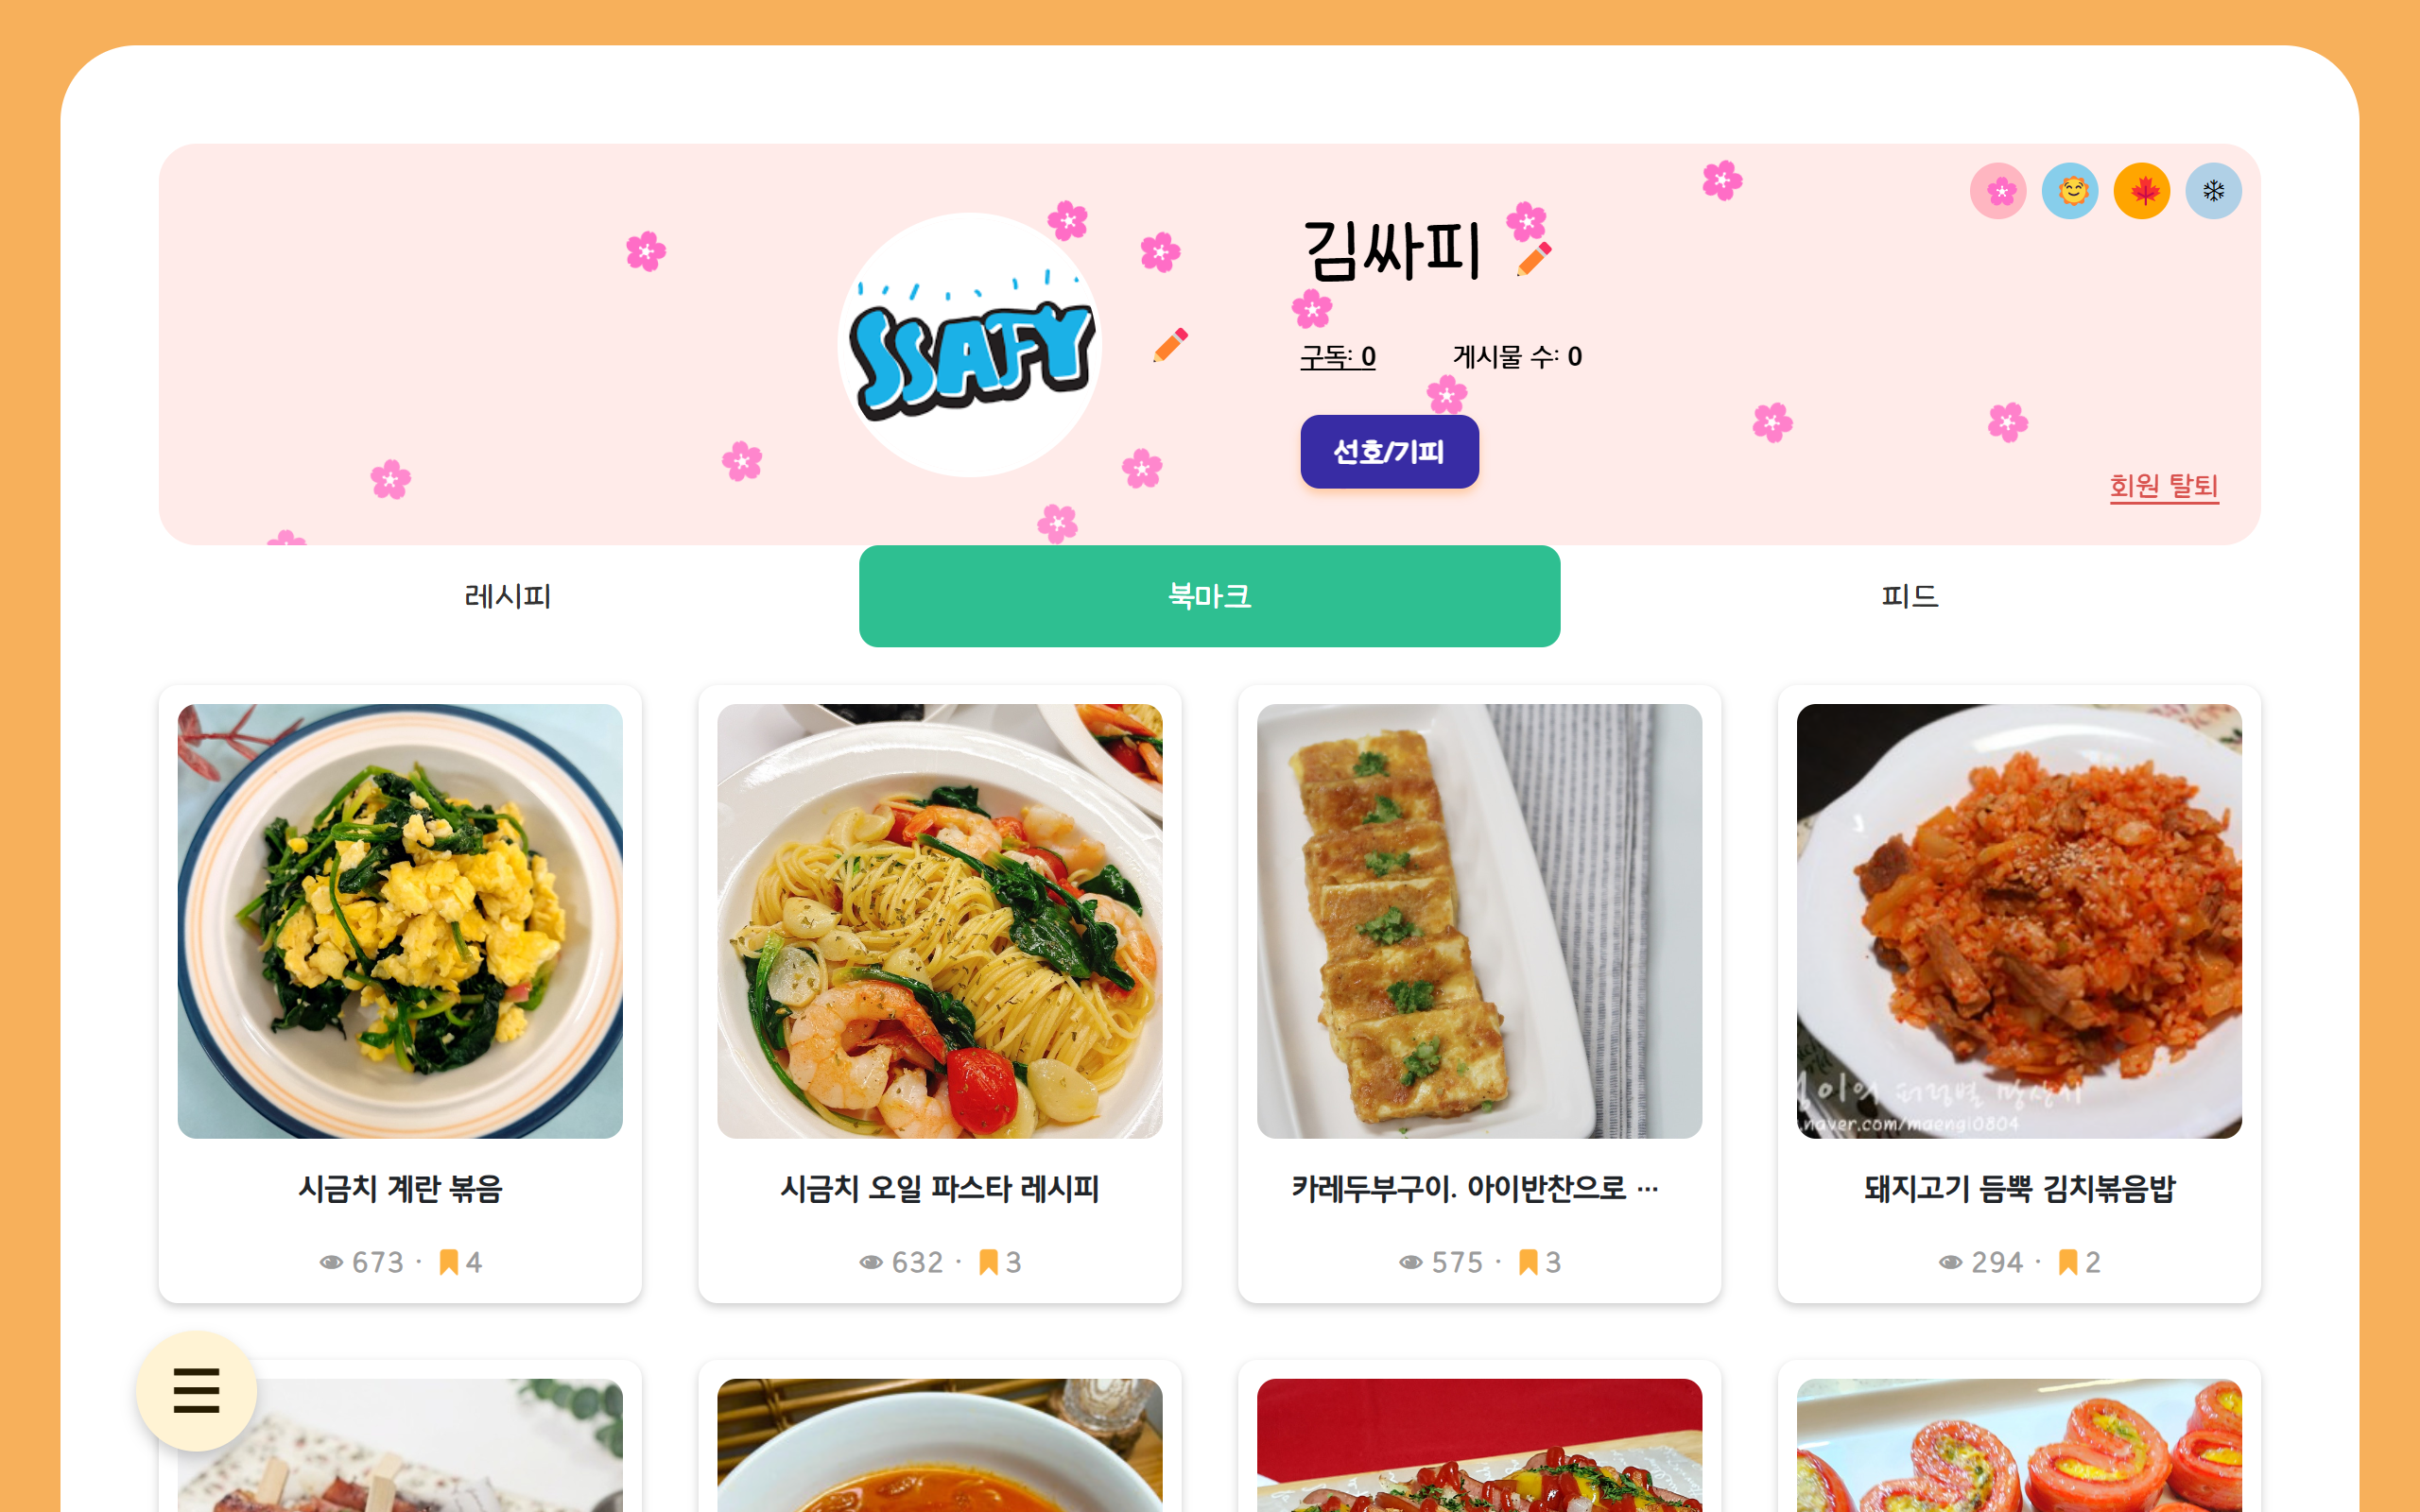 SSAFY
김싸피
구독: 0 게시물 수: 0
선호/기피
회원 탈퇴
레시피 북마크 피드
시금치 계란 볶음
673 · 4
시금치 오일 파스타 레시피
632 · 3
카레두부구이. 아이반찬으로 ...
575 · 3
naver.com/maengi0804
돼지고기 듬뿍 김치볶음밥
294 · 2